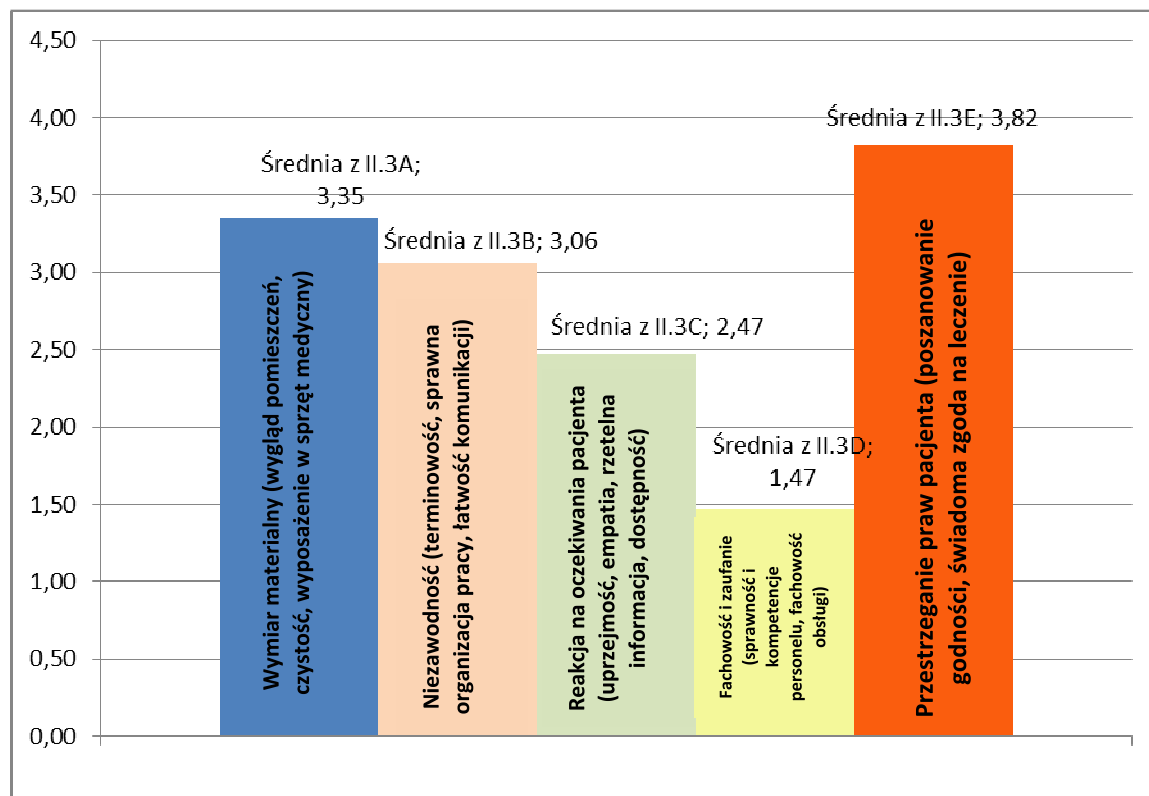 4,50
4,00
3,50
3,00
2,50
2,00
1,50
1,00
0,50
0,00
Średnia z II.3A;
3,35
Średnia z II.3B; 3,06
Średnia z II.3C; 2,47
Średnia z II.3D;
1,47
Średnia z II.3E; 3,82
Wymiar materialny (wygląd pomieszczeń,
czystość, wyposażenie w sprzęt medyczny)
Niezawodność (terminowość, sprawna
organizacja pracy, łatwość komunikacji)
Reakcja na oczekiwania pacjenta
(uprzejmość, empatia, rzetelna
informacja, dostępność)
Fachowość i zaufanie
(sprawność i
kompetencje
personelu, fachowość
obsługi)
Przestrzeganie praw pacjenta (poszanowanie
godności, świadoma zgoda na leczenie)